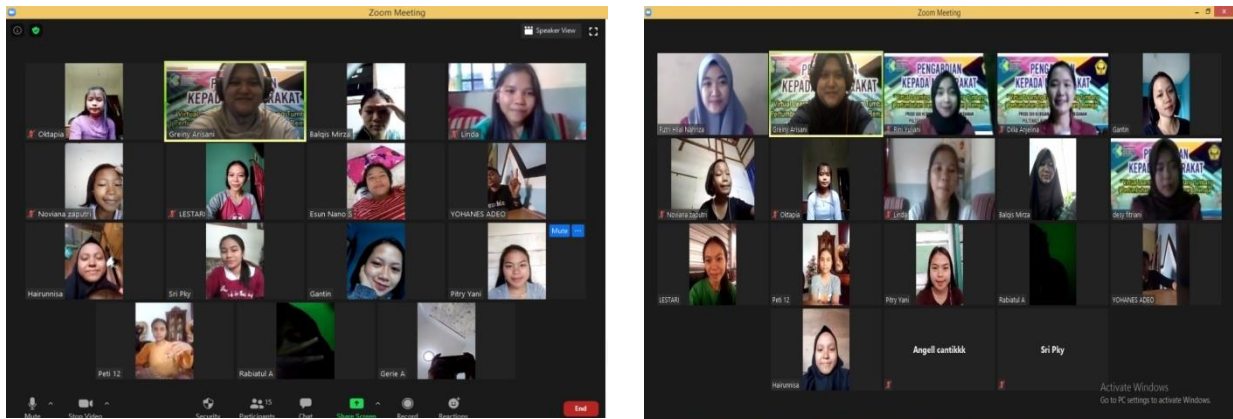 Zoom Meeting
Speaker View
Oktapia
Greiny Arisani
Balqis Mirza
Linda
Noviana zaputri
LESTARI
Esun Nano S
YOHANES ADEO
Mute
Hairunnisa
Sri Pky
Gantin
Pitry Yani
Peti 12
Rabiatul A
Gerie A
Mute
Stop Video
Security
Participants
15
Chat
Share Screen
Record
Reactions
End
Zoom Meeting
PENGABDIAN
KEPADA
RAKAT
Putri Hilal Nahriza
Greiny Arisani
Rini Yuliani
Dilla Anjelina
Gantin
Noviana zaputri
Oktapia
Linda
Balqis Mirza
desy fitriani
LESTARI
Peti 12
Pitry Yani
Rabiatul A
YOHANES ADEO
Hairunnisa
Angell cantikkk
Sri Pky
Activate Windows
Go to PC settings to activate Windows.